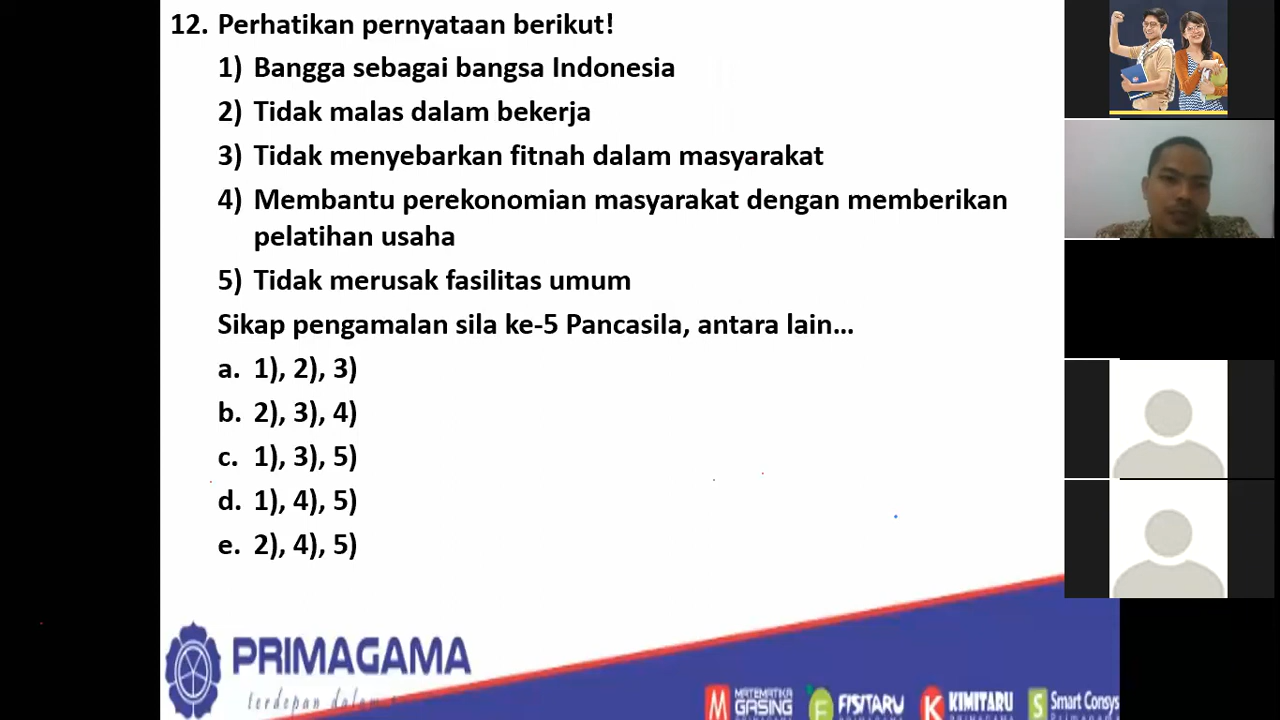 12. Perhatikan pernyataan berikut!
1) Bangga sebagai bangsa Indonesia
2) Tidak malas dalam bekerja
3) Tidak menyebarkan fitnah dalam masyarakat
4) Membantu perekonomian masyarakat dengan memberikan
pelatihan usaha
5) Tidak merusak fasilitas umum
Sikap pengamalan sila ke-5 Pancasila, antara lain...
a. 1), 2), 3)
b. 2), 3), 4)
c. 1), 3), 5)
d. 1), 4), 5)
e. 2), 4), 5)
PRIMAGAMA
terdepan
MATEMATIKA GASING
FISITARU
KIMITARU
Smart Consys